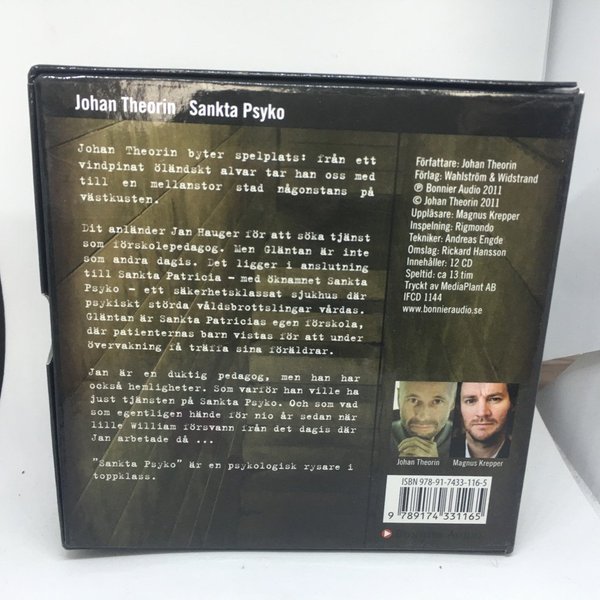 Johan Theorin / Sankta Psyko
Johan Theorin byter spelplats: från ett
vindpinat öländskt alvar tar han oss med
till en mellanstor stad någonstans på
västkusten.
Dit anländer Jan Hauger för att söka tjänst
som förskolepedagog. Men Gläntan är inte
som andra dagis. Det ligger i anslutning
till Sankta Patricia – med öknamnet Sankta
Psyko – ett säkerhetsklassat sjukhus där
psykiskt störda våldsbrottslingar vårdas.
Gläntan är Sankta Patricias egen förskola,
där patienternas barn vistas för att under
övervakning få träffa sina föräldrar.
Jan är en duktig pedagog, men han har
också hemligheter. Som varför han ville ha
just tjänsten på Sankta Psyko. Och som vad
som egentligen hände för nio år sedan när
lille William försvann från det dagis där
Jan arbetade då ...
"Sankta Psyko" är en psykologisk rysare i
toppklass.
Författare: Johan Theorin
Förlag: Wahlström & Widstrand
℗ Bonnier Audio 2011
© Johan Theorin 2011
Uppläsare: Magnus Krepper
Inspelning: Rigmondo
Tekniker: Andreas Engde
Omslag: Rickard Hansson
Innehåller: 12 CD
Speltid: ca 13 tim
Tryckt av MediaPlant AB
IFCD 1144
www.bonnieraudio.se
Johan Theorin
Magnus Krepper
ISBN 978-91-7433-116-5
9 789174 331165
Bonnier Audio